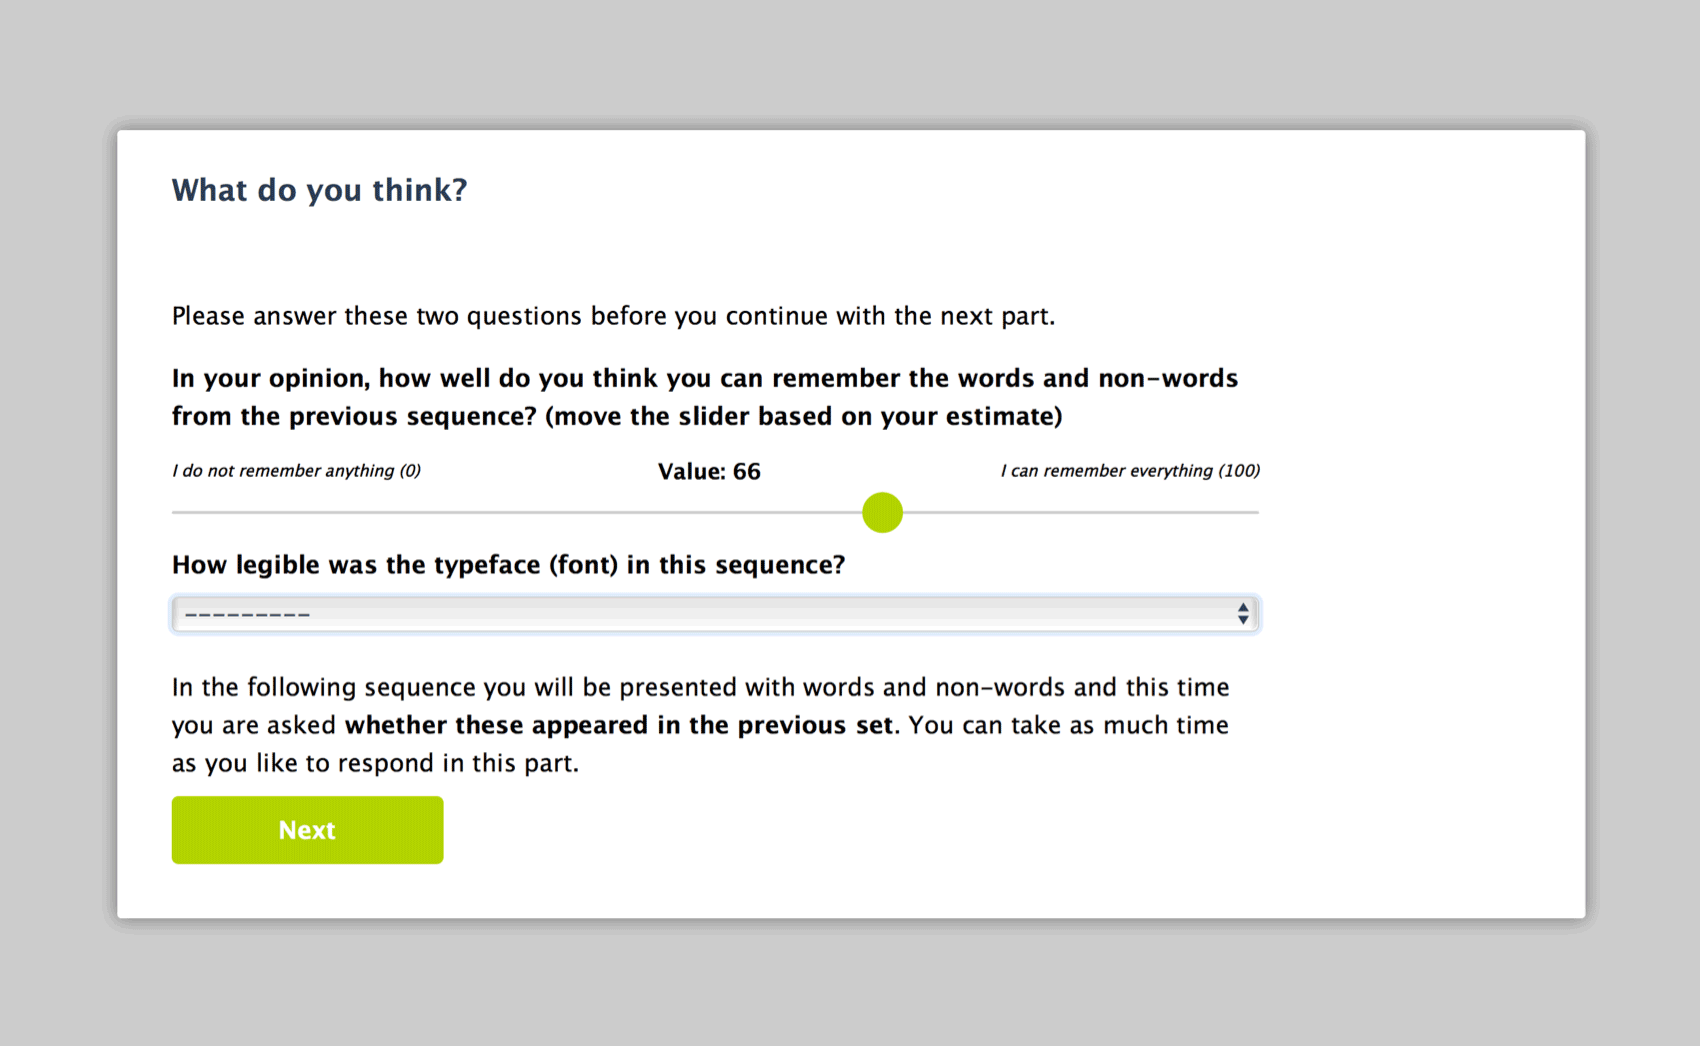 What do you think?
Please answer these two questions before you continue with the next part.
In your opinion, how well do you think you can remember the words and non-words
from the previous sequence? (move the slider based on your estimate)
I do not remember anything (0) Value: 66 I can remember everything (100)
How legible was the typeface (font) in this sequence?
---------
In the following sequence you will be presented with words and non-words and this time
you are asked whether these appeared in the previous set. You can take as much time
as you like to respond in this part.
Next